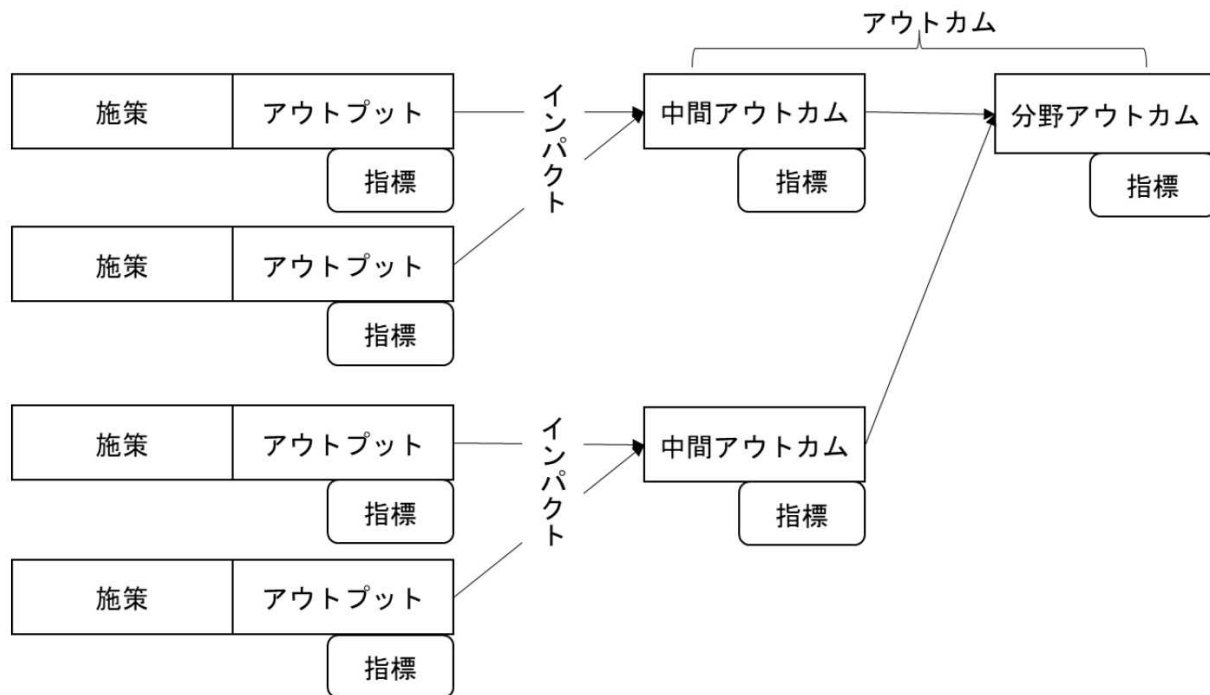 アウトカム
施策
アウトプット
指標
インパクト
中間アウトカム
指標
分野アウトカム
指標
施策
アウトプット
指標
施策
アウトプット
指標
インパクト
中間アウトカム
指標
施策
アウトプット
指標